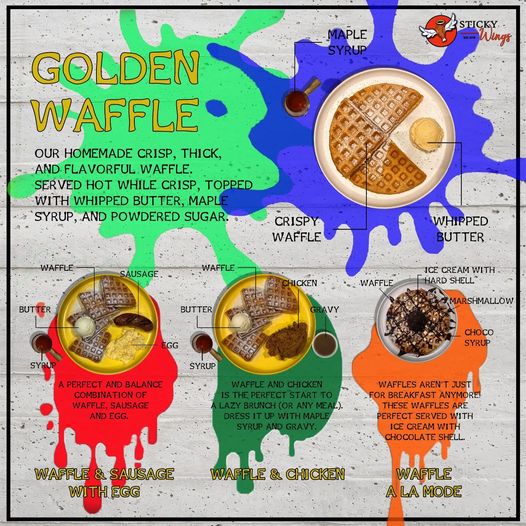 STICKY
Wings
MAPLE
SYRUP
GOLDEN
WAFFLE
OUR HOMEMADE CRISP, THICK,
AND FLAVORFUL WAFFLE.
SERVED HOT WHILE CRISP, TOPPED
WITH WHIPPED BUTTER, MAPLE
SYRUP, AND POWDERED SUGAR.
CRISPY
WAFFLE
WHIPPED
BUTTER
WAFFLE
SAUSAGE
BUTTER
EGG
SYRUP
A PERFECT AND BALANCE
COMBINATION OF
WAFFLE, SAUSAGE
AND EGG.
WAFFLE & SAUSAGE
WITH EGG
WAFFLE
CHICKEN
BUTTER
GRAVY
SYRUP
WAFFLE AND CHICKEN
IS THE PERFECT START TO
A LAZY BRUNCH (OR ANY MEAL).
DRESS IT UP WITH MAPLE
SYRUP AND GRAVY.
WAFFLE & CHICKEN
ICE CREAM WITH
HARD SHELL
WAFFLE
MARSHMALLOW
CHOCO
SYRUP
WAFFLES AREN'T JUST
FOR BREAKFAST ANYMORE!
THESE WAFFLES ARE
PERFECT SERVED WITH
ICE CREAM WITH
CHOCOLATE SHELL.
WAFFLE
A LA MODE